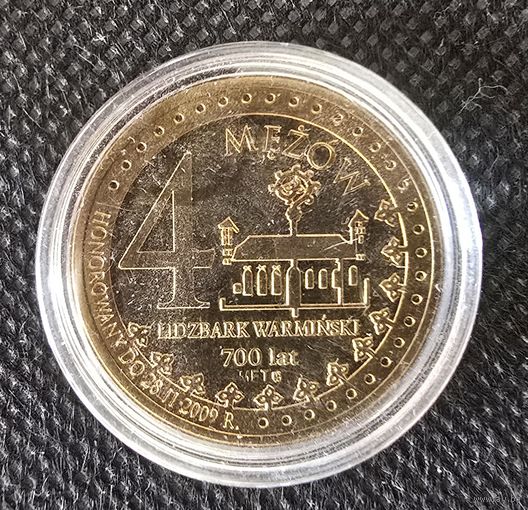 4 MĘŻÓW
LIDZBARK WARMIŃSKI
700 lat
HONOROWANY DO 28.11.2009 R.